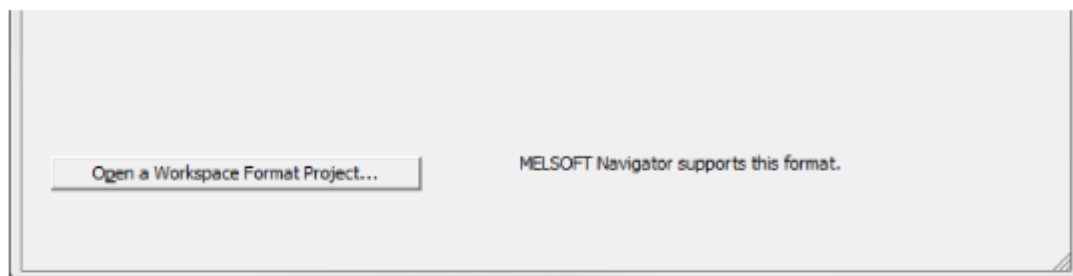 Open a Workspace Format Project...
MELSOFT Navigator supports this format.